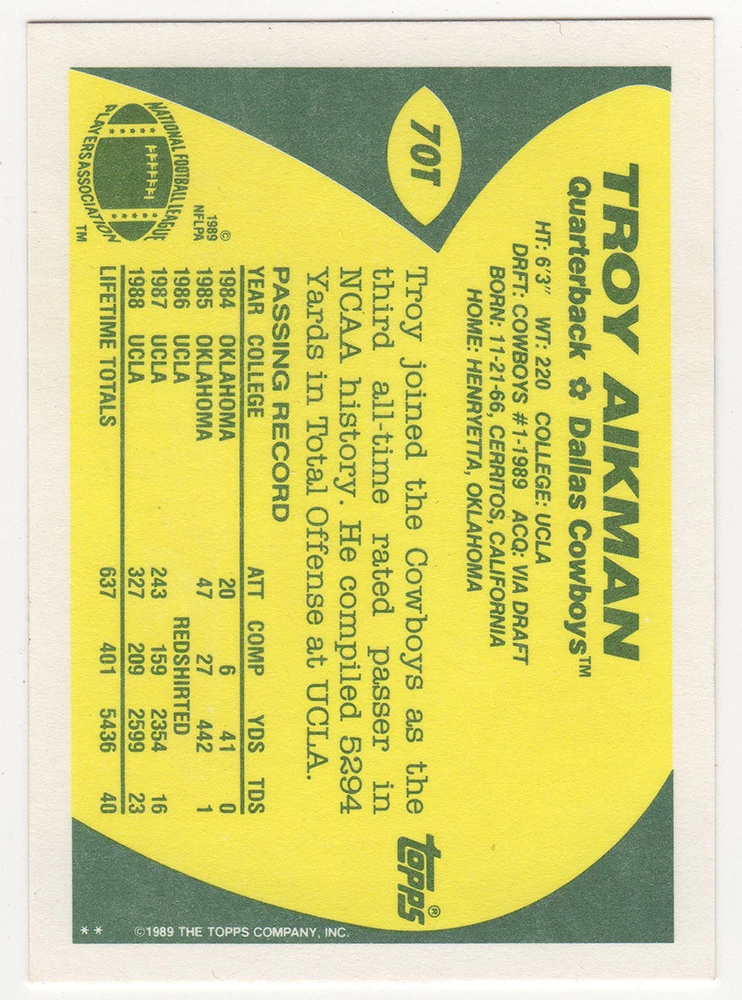 70T
TROY AIKMAN
Quarterback ✿ Dallas Cowboys™
HT: 6'3" WT: 220 COLLEGE: UCLA
DRFT: COWBOYS #1-1989 ACQ: VIA DRAFT
BORN: 11-21-66, CERRITOS, CALIFORNIA
HOME: HENRYETTA, OKLAHOMA
Troy joined the Cowboys as the
third all-time rated passer in
NCAA history. He compiled 5294
Yards in Total Offense at UCLA.
PASSING RECORD
YEAR COLLEGE ATT COMP YDS TDS
1984 OKLAHOMA 20 6 41 0
1985 OKLAHOMA 47 27 442 1
1986 UCLA REDSHIRTED
1987 UCLA 243 159 2354 16
1988 UCLA 327 209 2599 23
LIFETIME TOTALS 637 401 5436 40
NATIONAL FOOTBALL LEAGUE
PLAYERS ASSOCIATION
TM
©
1989
NFLPA
topps®
** ©1989 THE TOPPS COMPANY, INC.